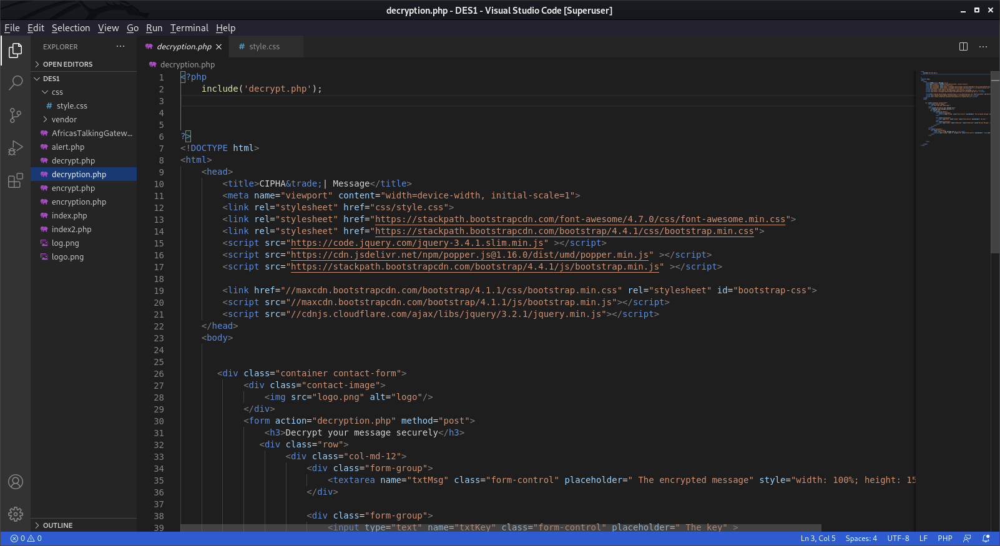 decryption.php - DES1 - Visual Studio Code [Superuser]
File Edit Selection View Go Run Terminal Help
EXPLORER ···
OPEN EDITORS
DES1
css
# style.css
vendor
AfricasTalkingGatew...
alert.php
decrypt.php
decryption.php
encrypt.php
encryption.php
index.php
index2.php
log.png
logo.png
OUTLINE
decryption.php # style.css ···
decryption.php
1 <?php
2 include('decrypt.php');
3
4
5
6 ?>
7 <!DOCTYPE html>
8 <html>
9 <head>
10 <title>CIPHA&trade;| Message</title>
11 <meta name="viewport" content="width=device-width, initial-scale=1">
12 <link rel="stylesheet" href="css/style.css">
13 <link rel="stylesheet" href="https://stackpath.bootstrapcdn.com/font-awesome/4.7.0/css/font-awesome.min.css">
14 <link rel="stylesheet" href="https://stackpath.bootstrapcdn.com/bootstrap/4.4.1/css/bootstrap.min.css">
15 <script src="https://code.jquery.com/jquery-3.4.1.slim.min.js" ></script>
16 <script src="https://cdn.jsdelivr.net/npm/popper.js@1.16.0/dist/umd/popper.min.js" ></script>
17 <script src="https://stackpath.bootstrapcdn.com/bootstrap/4.4.1/js/bootstrap.min.js" ></script>
18
19 <link href="//maxcdn.bootstrapcdn.com/bootstrap/4.1.1/css/bootstrap.min.css" rel="stylesheet" id="bootstrap-css">
20 <script src="//maxcdn.bootstrapcdn.com/bootstrap/4.1.1/js/bootstrap.min.js"></script>
21 <script src="//cdnjs.cloudflare.com/ajax/libs/jquery/3.2.1/jquery.min.js"></script>
22 </head>
23 <body>
24
25
26 <div class="container contact-form">
27 <div class="contact-image">
28 <img src="logo.png" alt="logo"/>
29 </div>
30 <form action="decryption.php" method="post">
31 <h3>Decrypt your message securely</h3>
32 <div class="row">
33 <div class="col-md-12">
34 <div class="form-group">
35 <textarea name="txtMsg" class="form-control" placeholder=" The encrypted message" style="width: 100%; height: 15
36 </div>
37
38 <div class="form-group">
39 <input type="text" name="txtKey" class="form-control" placeholder=" The key" >
0 0 Ln 3, Col 5 Spaces: 4 UTF-8 LF PHP